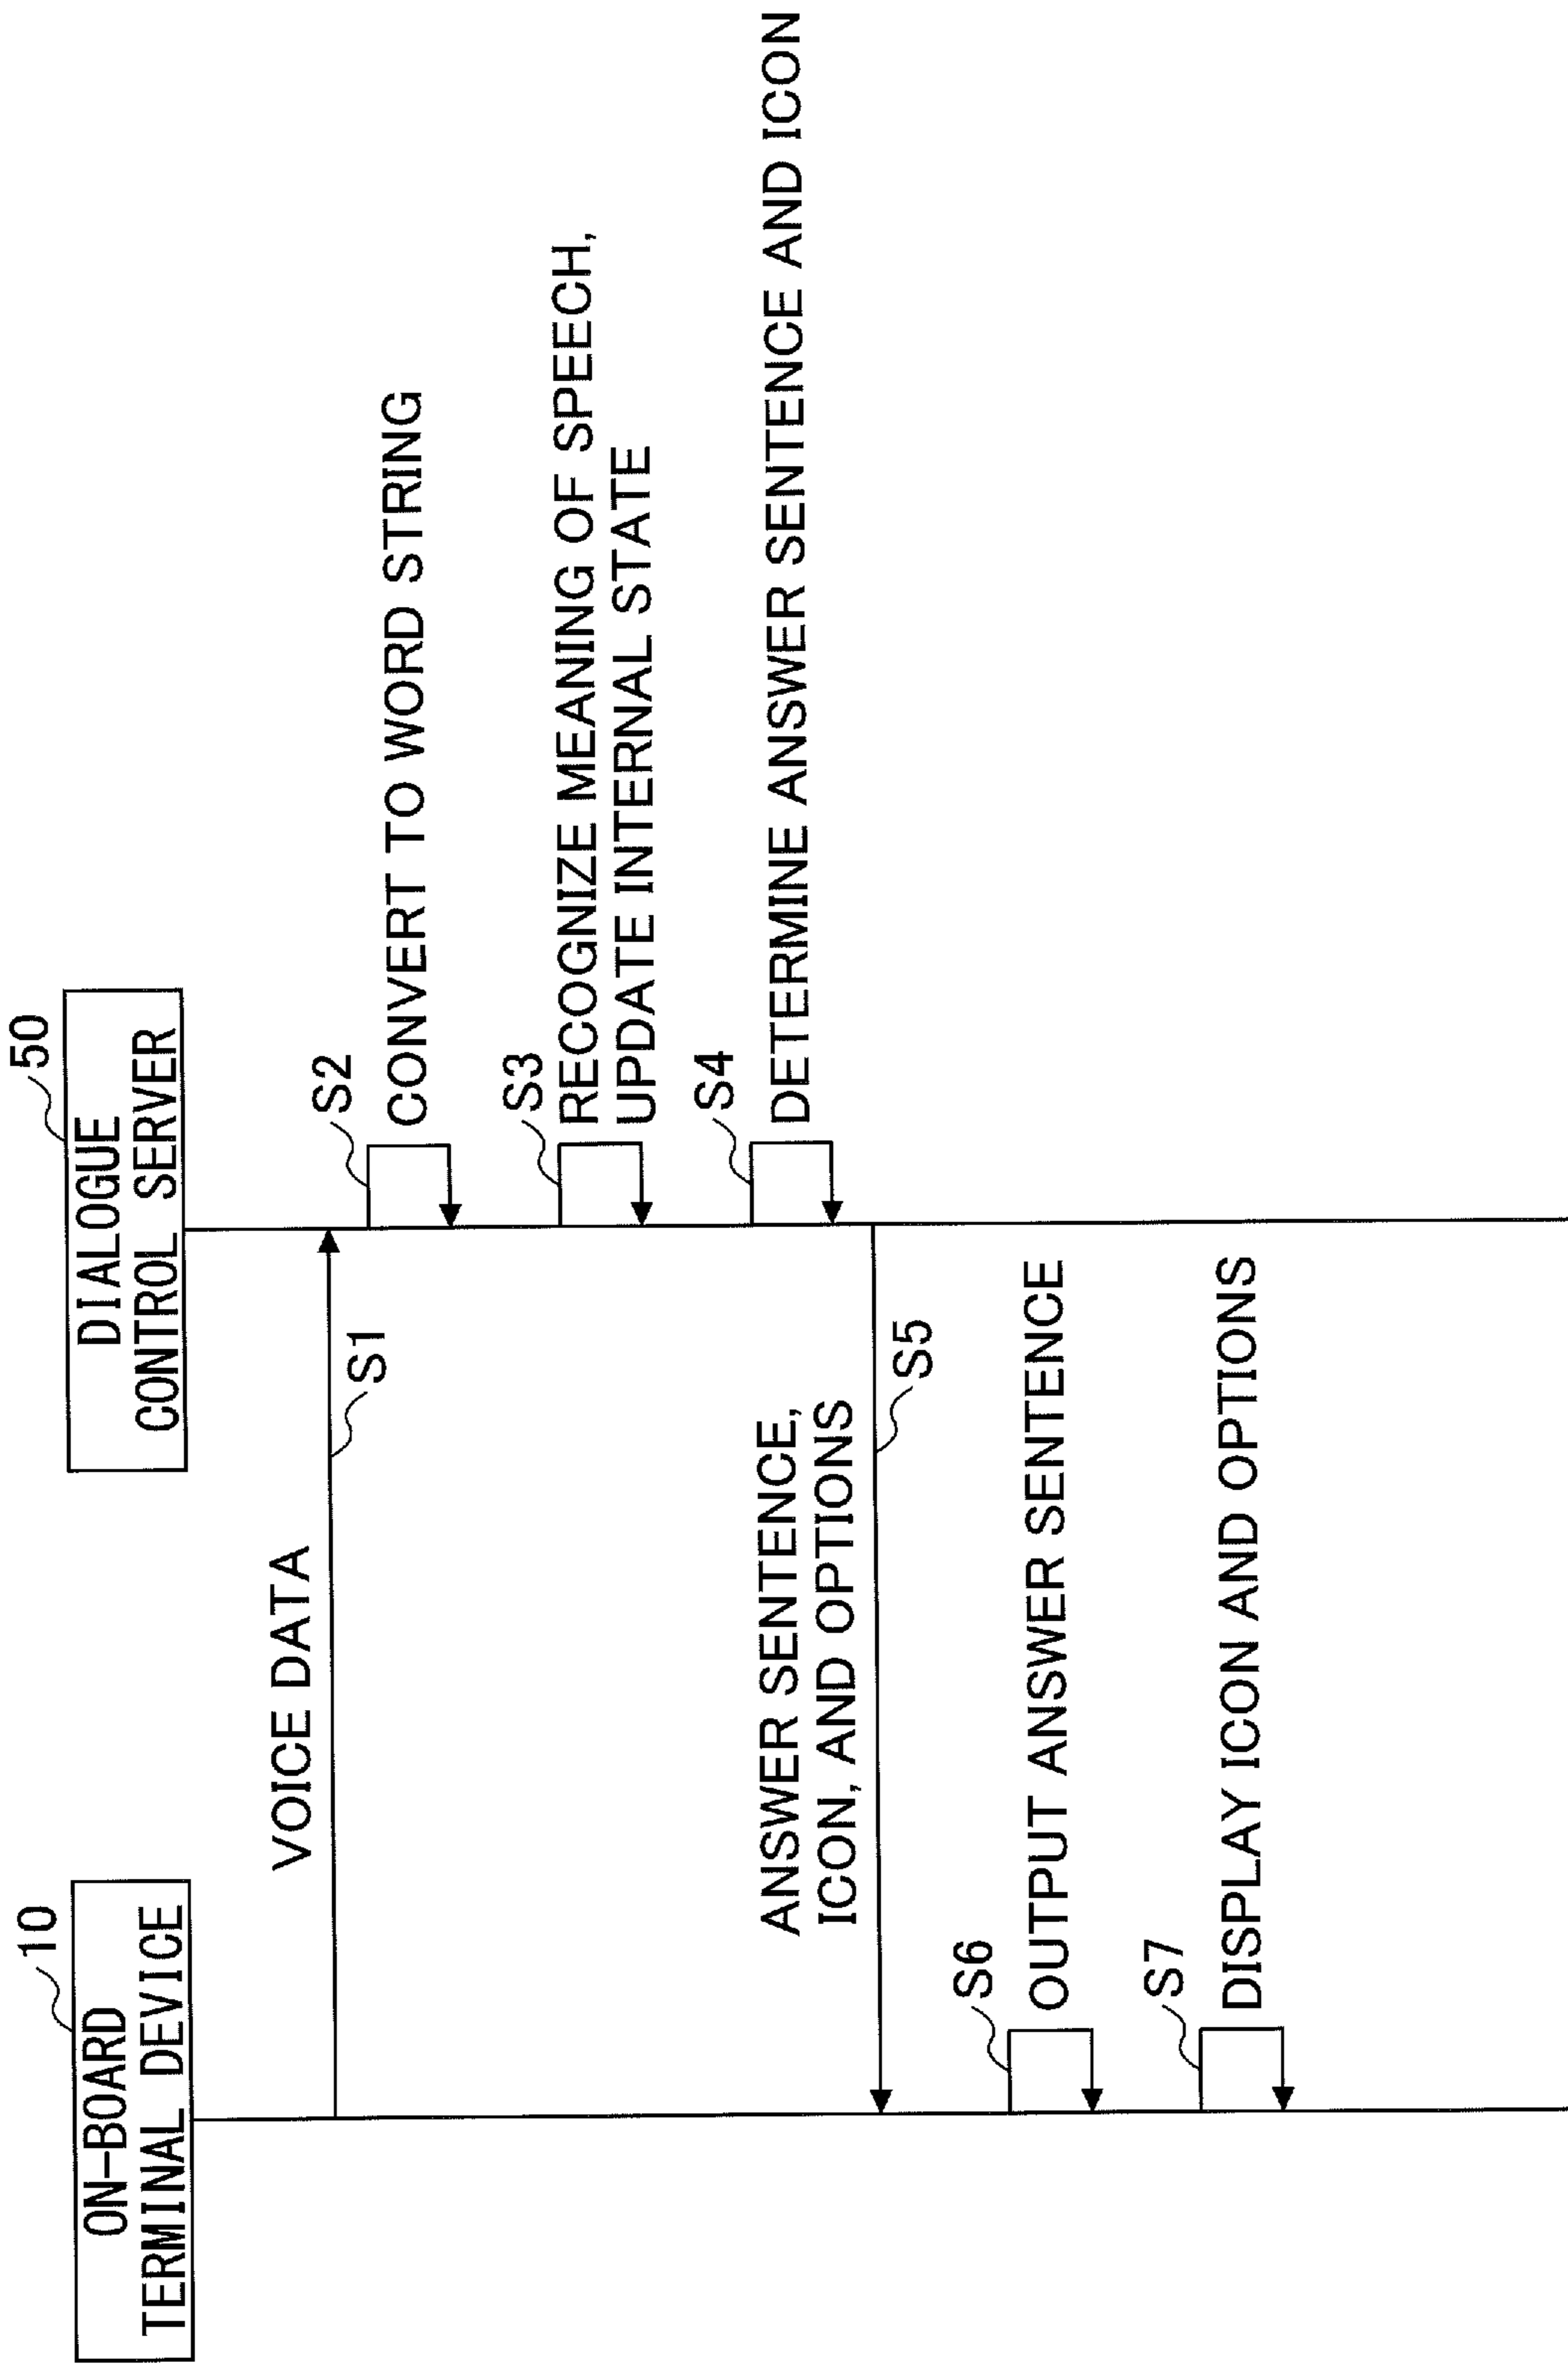 10
ON-BOARD
TERMINAL DEVICE
50
DIALOGUE
CONTROL SERVER
VOICE DATA
S1
S2
CONVERT TO WORD STRING
S3
RECOGNIZE MEANING OF SPEECH,
UPDATE INTERNAL STATE
S4
DETERMINE ANSWER SENTENCE AND ICON
ANSWER SENTENCE,
ICON, AND OPTIONS
S5
S6
OUTPUT ANSWER SENTENCE
S7
DISPLAY ICON AND OPTIONS